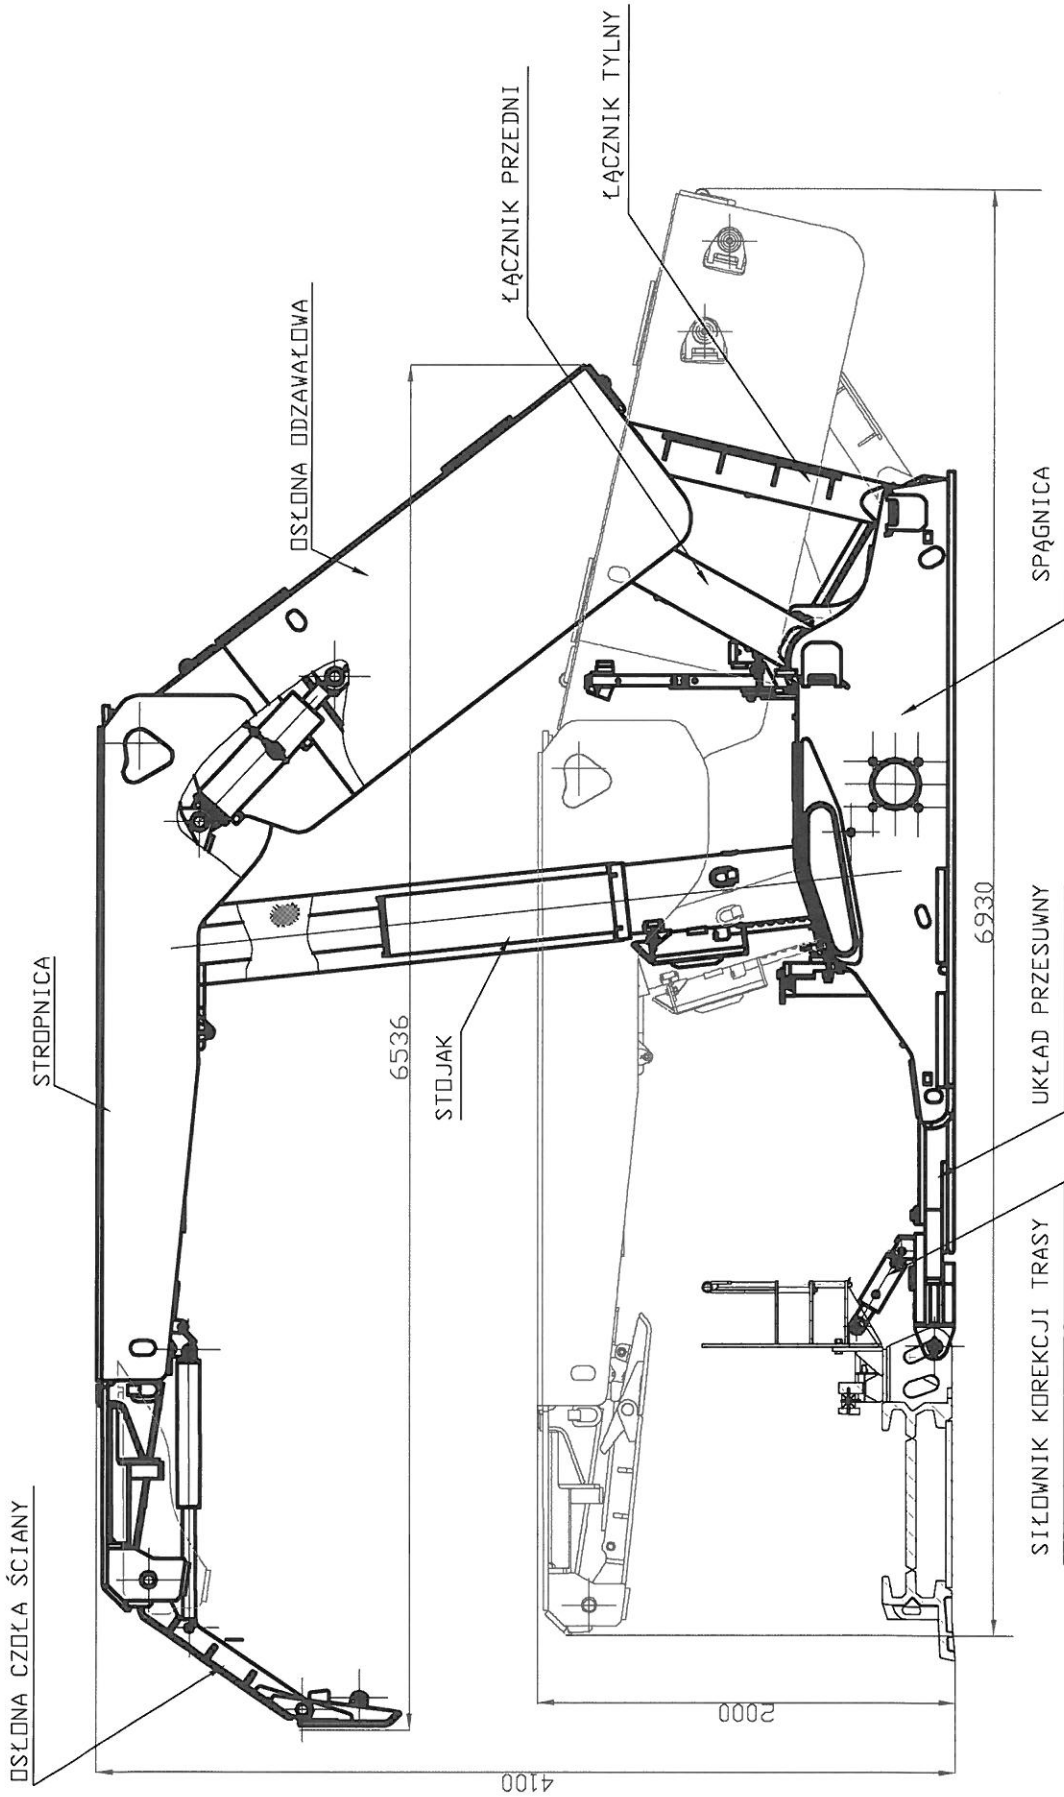 OSŁONA CZOŁA ŚCIANY
STROPNICA
OSŁONA ODZAWAŁOWA
ŁĄCZNIK PRZEDNI
ŁĄCZNIK TYLNY
STOJAK
6536
4100
2000
6930
SIŁOWNIK KOREKCJI TRASY
UKŁAD PRZESUWNY
SPĄGNICA